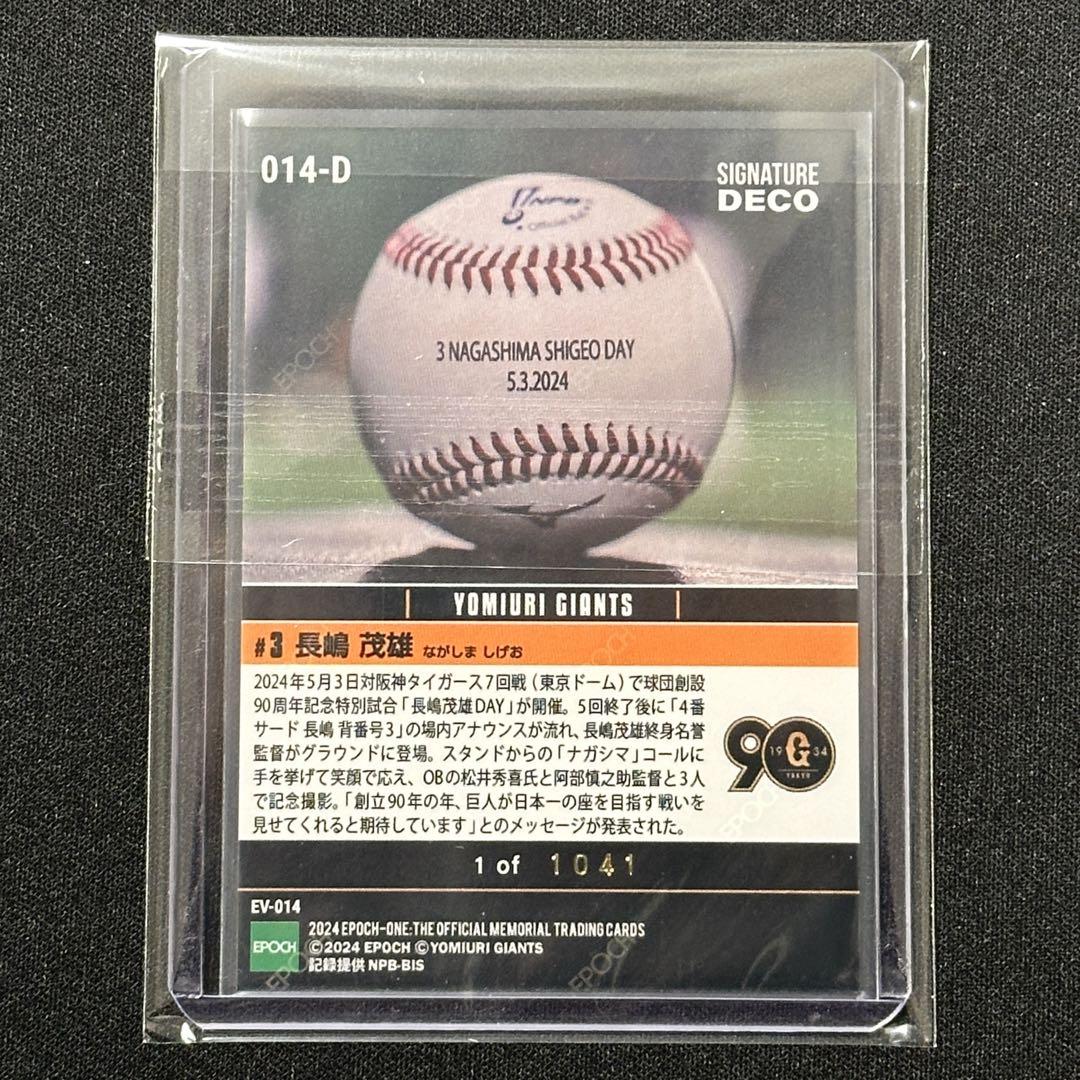 014-D
SIGNATURE
DECO
3 NAGASHIMA SHIGEO DAY
5.3.2024
YOMIURI GIANTS
#3 長嶋 茂雄 ながしま しげお
2024年5月3日対阪神タイガース7回戦（東京ドーム）で球団創設
90周年記念特別試合「長嶋茂雄DAY」が開催。5回終了後に「4番
サード 長嶋 背番号3」の場内アナウンスが流れ、長嶋茂雄終身名誉
監督がグラウンドに登場。スタンドからの「ナガシマ」コールに
手を挙げて笑顔で応え、OBの松井秀喜氏と阿部慎之助監督と3人
で記念撮影。「創立90年の年、巨人が日本一の座を目指す戦いを
見せてくれると期待しています」とのメッセージが発表された。
90
19 G 34
TOKYO
1 of 1041
EV-014
EPOCH
2024 EPOCH-ONE:THE OFFICIAL MEMORIAL TRADING CARDS
©2024 EPOCH ©YOMIURI GIANTS
記録提供 NPB-BIS